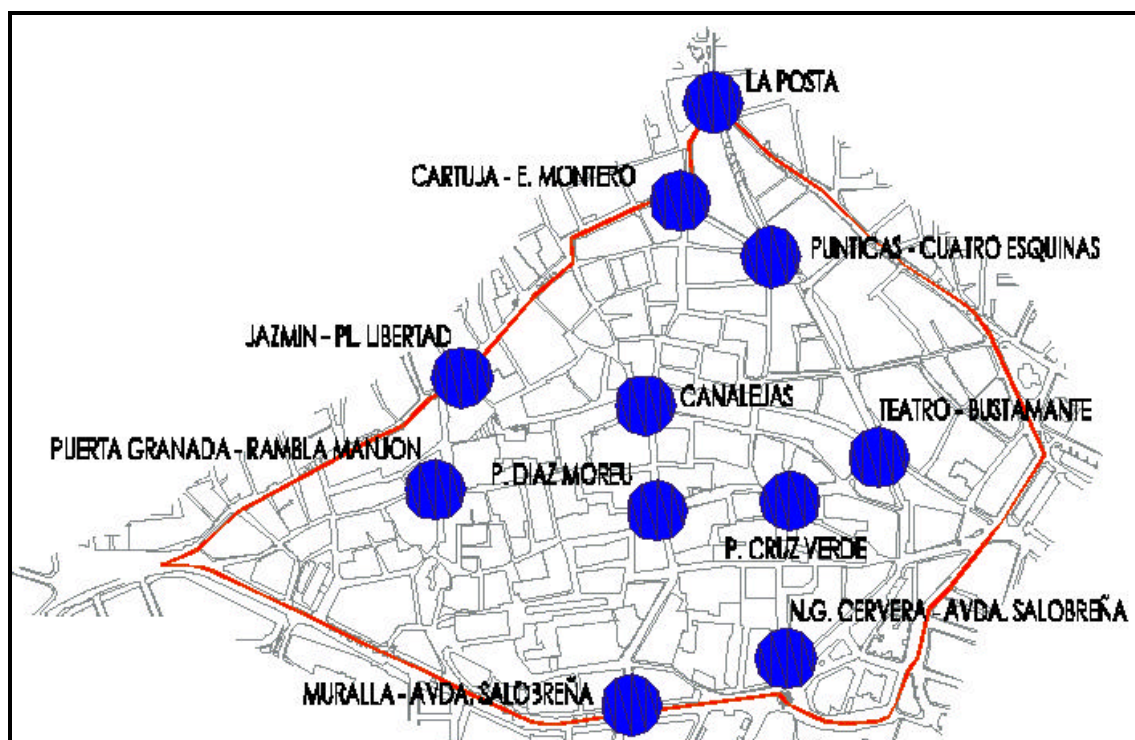 LA POSTA
CARTUJA - E. MONTERO
PUNTICAS - CUATRO ESQUINAS
JAZMIN - PL. LIBERTAD
CANALEJAS
TEATRO - BUSTAMANTE
PUERTA GRANADA - RAMBLA MANJON
P. DIAZ MOREU
P. CRUZ VERDE
N.G. CERVERA - AVDA. SALOBREÑA
MURALLA - AVDA. SALOBREÑA